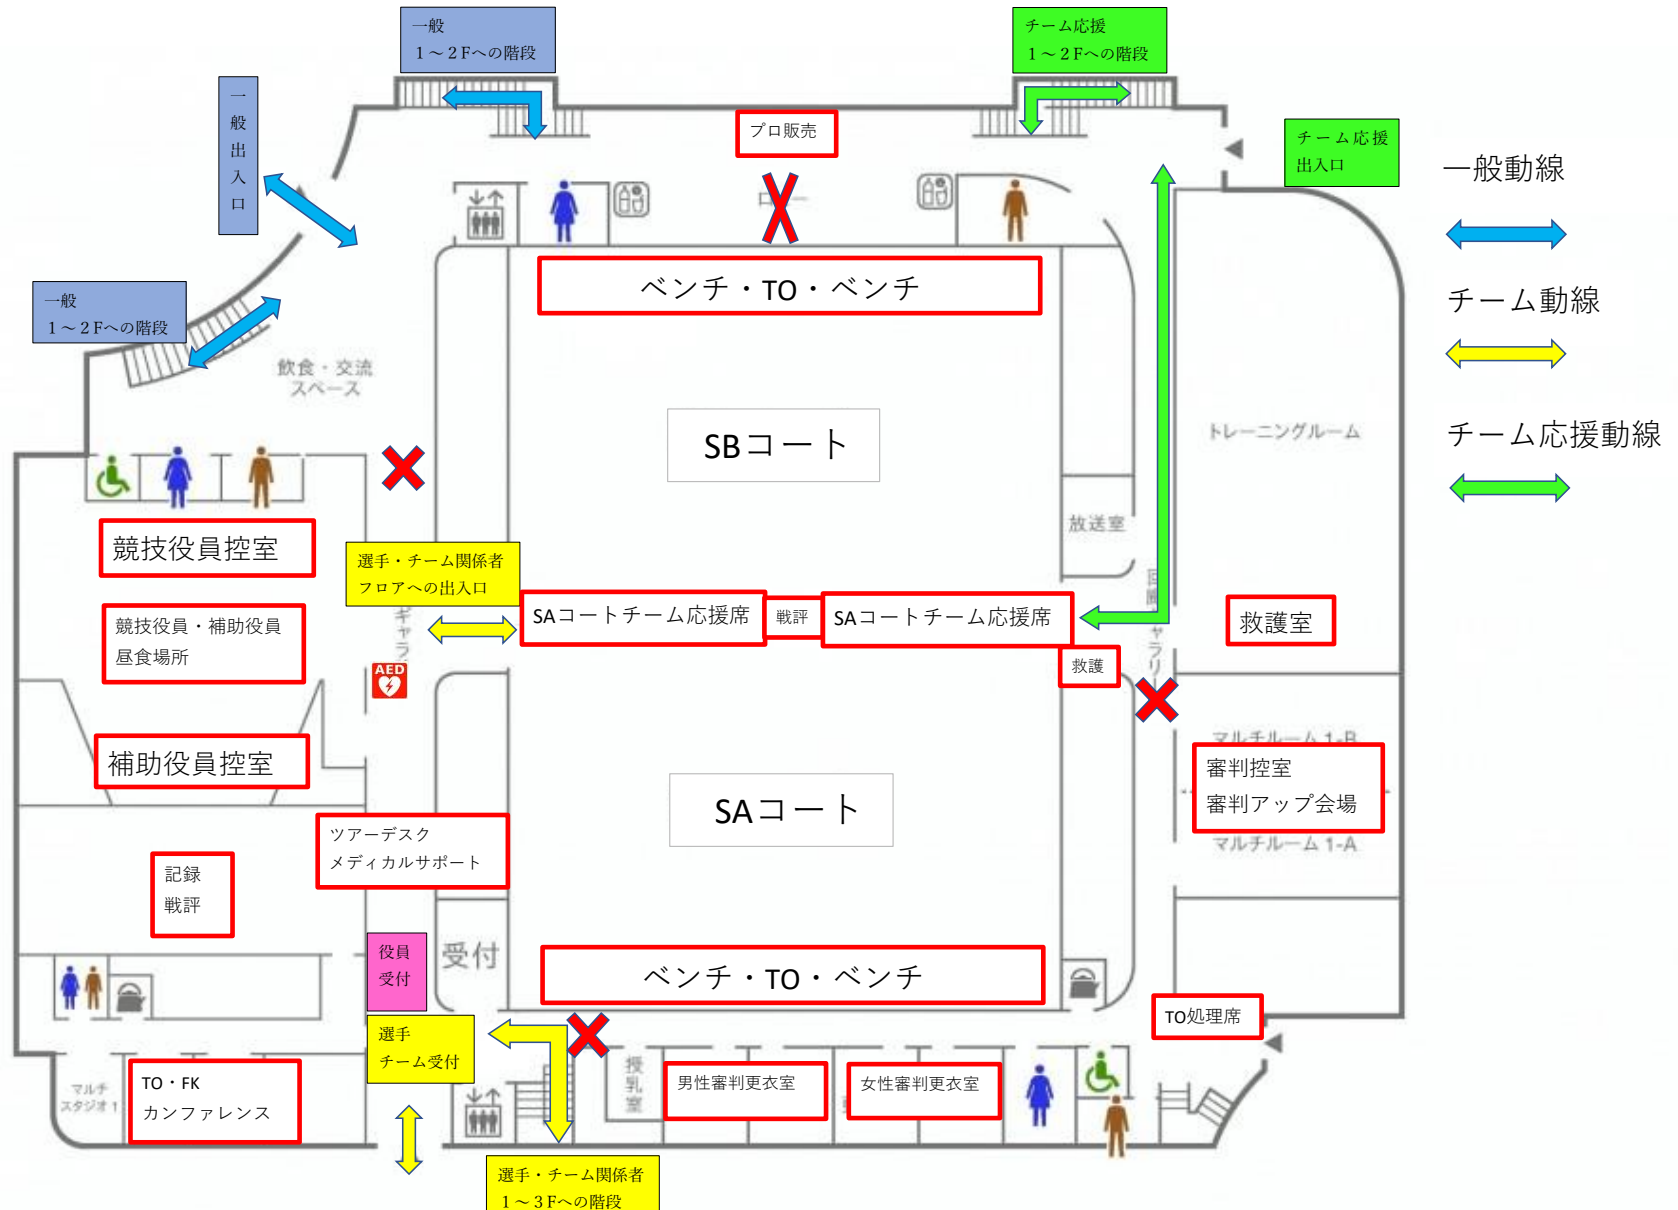 一般
１～２Fへの階段
チーム応援
１～２Fへの階段
一般出入口
プロ販売
チーム応援
出入口
一般動線
チーム動線
チーム応援動線
一般
１～２Fへの階段
飲食・交流
スペース
ベンチ・TO・ベンチ
SBコート
トレーニングルーム
放送室
競技役員控室
選手・チーム関係者
フロアへの出入口
競技役員・補助役員
昼食場所
SAコートチーム応援席
戦評
SAコートチーム応援席
救護室
救護
AED
補助役員控室
SAコート
マルチルーム 1-B
審判控室
審判アップ会場
マルチルーム 1-A
ツアーデスク
メディカルサポート
記録
戦評
役員
受付
受付
ベンチ・TO・ベンチ
TO処理席
選手
チーム受付
マルチ
スタジオ 1
TO・FK
カンファレンス
授乳室
男性審判更衣室
女性審判更衣室
選手・チーム関係者
１～３Fへの階段